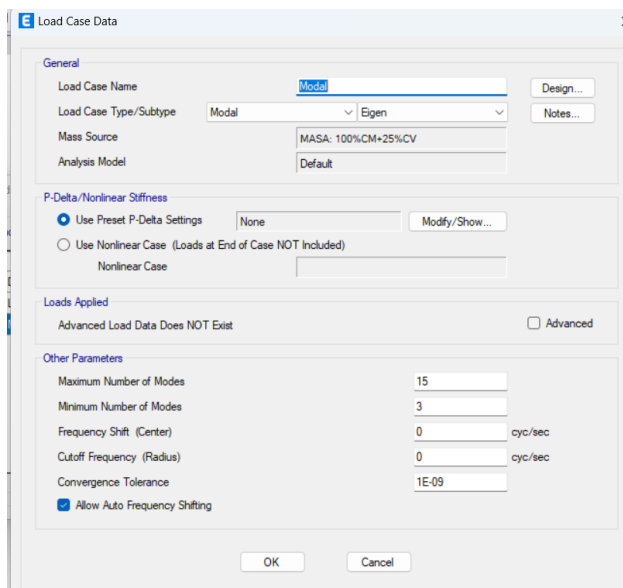 E Load Case Data
General
Load Case Name Modal Design...
Load Case Type/Subtype Modal Eigen Notes...
Mass Source MASA: 100%CM+25%CV
Analysis Model Default
P-Delta/Nonlinear Stiffness
Use Preset P-Delta Settings None Modify/Show...
Use Nonlinear Case (Loads at End of Case NOT Included)
Nonlinear Case
Loads Applied
Advanced Load Data Does NOT Exist Advanced
Other Parameters
Maximum Number of Modes 15
Minimum Number of Modes 3
Frequency Shift (Center) 0 cyc/sec
Cutoff Frequency (Radius) 0 cyc/sec
Convergence Tolerance 1E-09
Allow Auto Frequency Shifting
OK Cancel